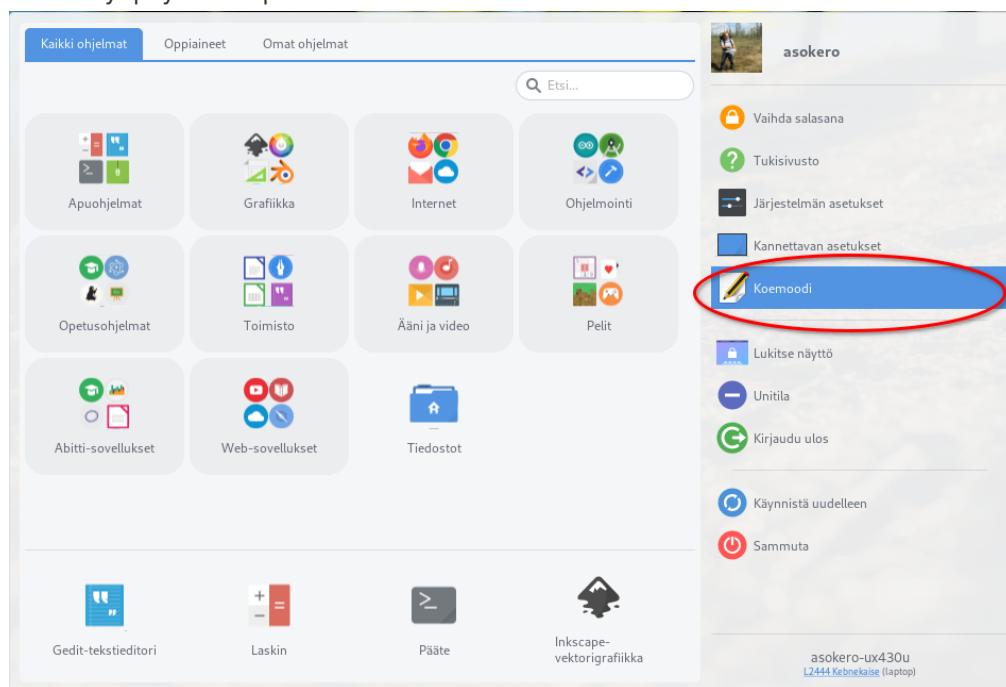 Kaikki ohjelmat
Oppiaineet
Omat ohjelmat
Etsi...
Apuohjelmat
Grafiikka
Internet
Ohjelmointi
Opetusohjelmat
Toimisto
Ääni ja video
Pelit
Abitti-sovellukset
Web-sovellukset
Tiedostot
Gedit-tekstieditori
Laskin
Pääte
Inkscape-
vektorigrafiikka
asokero
Vaihda salasana
Tukisivusto
Järjestelmän asetukset
Kannettavan asetukset
Koemoodi
Lukitse näyttö
Unitila
Kirjaudu ulos
Käynnistä uudelleen
Sammuta
asokero-ux430u
L2444 Kebnekaise (laptop)